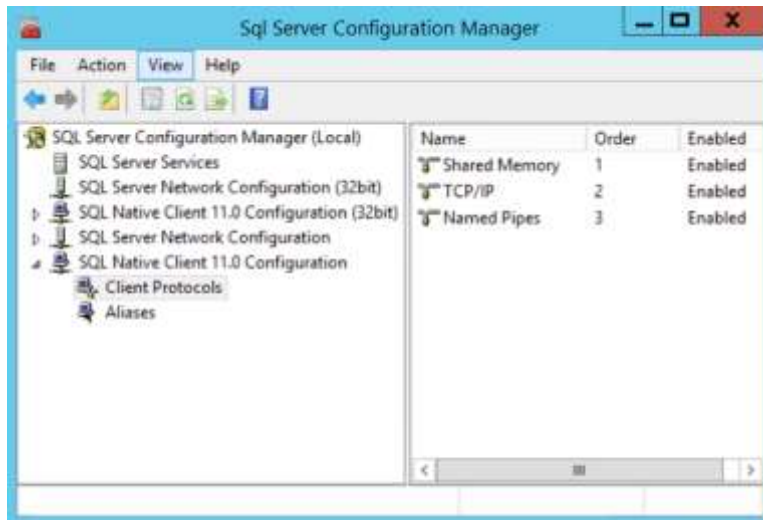 Sql Server Configuration Manager
File Action View Help
SQL Server Configuration Manager (Local)
SQL Server Services
SQL Server Network Configuration (32bit)
SQL Native Client 11.0 Configuration (32bit)
SQL Server Network Configuration
SQL Native Client 11.0 Configuration
Client Protocols
Aliases
Name Order Enabled
Shared Memory 1 Enabled
TCP/IP 2 Enabled
Named Pipes 3 Enabled